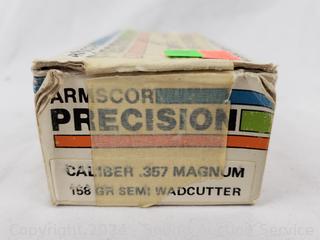 ARMSCOR
PRECISION
CALIBER .357 MAGNUM
158 GR SEMI WADCUTTER